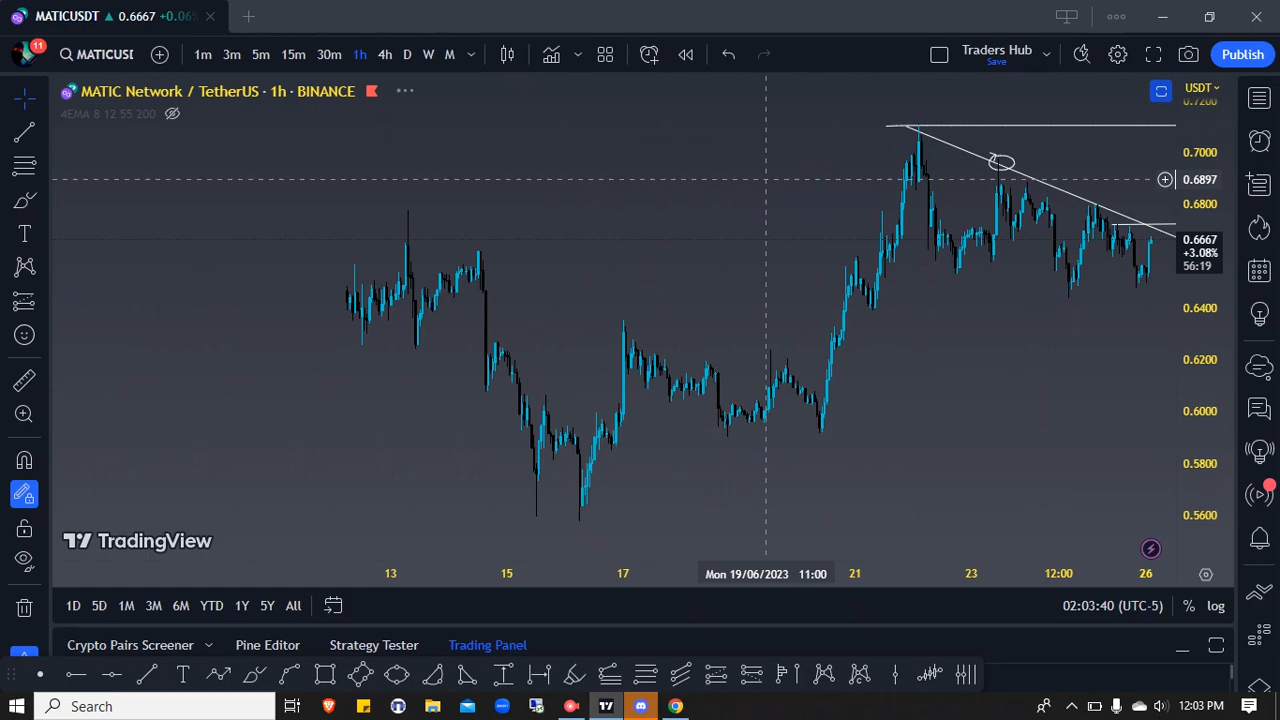 MATICUSDT 0.6667 +0.06%
11 MATICUSI 1m 3m 5m 15m 30m 1h 4h D W M Traders Hub Save Publish
MATIC Network / TetherUS · 1h · BINANCE
4EMA 8 12 55 200
USDT
0.7200
0.7000
0.6897
0.6800
0.6667
+3.08%
56:19
0.6400
0.6200
0.6000
0.5800
0.5600
TradingView
13 15 17 Mon 19/06/2023 11:00 21 23 12:00 26
1D 5D 1M 3M 6M YTD 1Y 5Y All 02:03:40 (UTC-5) % log
Crypto Pairs Screener Pine Editor Strategy Tester Trading Panel
Search 12:03 PM